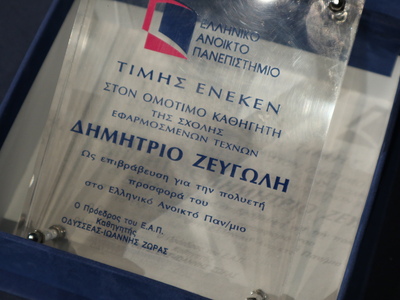 ΕΛΛΗΝΙΚΟ
ΑΝΟΙΚΤΟ
ΠΑΝΕΠΙΣΤΗΜΙΟ
ΤΙΜΗΣ ΕΝΕΚΕΝ
ΣΤΟΝ ΟΜΟΤΙΜΟ ΚΑΘΗΓΗΤΗ
ΤΗΣ ΣΧΟΛΗΣ
ΕΦΑΡΜΟΣΜΕΝΩΝ ΤΕΧΝΩΝ
ΔΗΜΗΤΡΙΟ ΖΕΥΓΩΛΗ
Ως επιβράβευση για την πολυετή
προσφορά του
στο Ελληνικό Ανοικτό Παν/μιο
Ο Πρόεδρος του Ε.Α.Π.
Καθηγητής
ΟΔΥΣΣΕΑΣ-ΙΩΑΝΝΗΣ ΖΩΡΑΣ